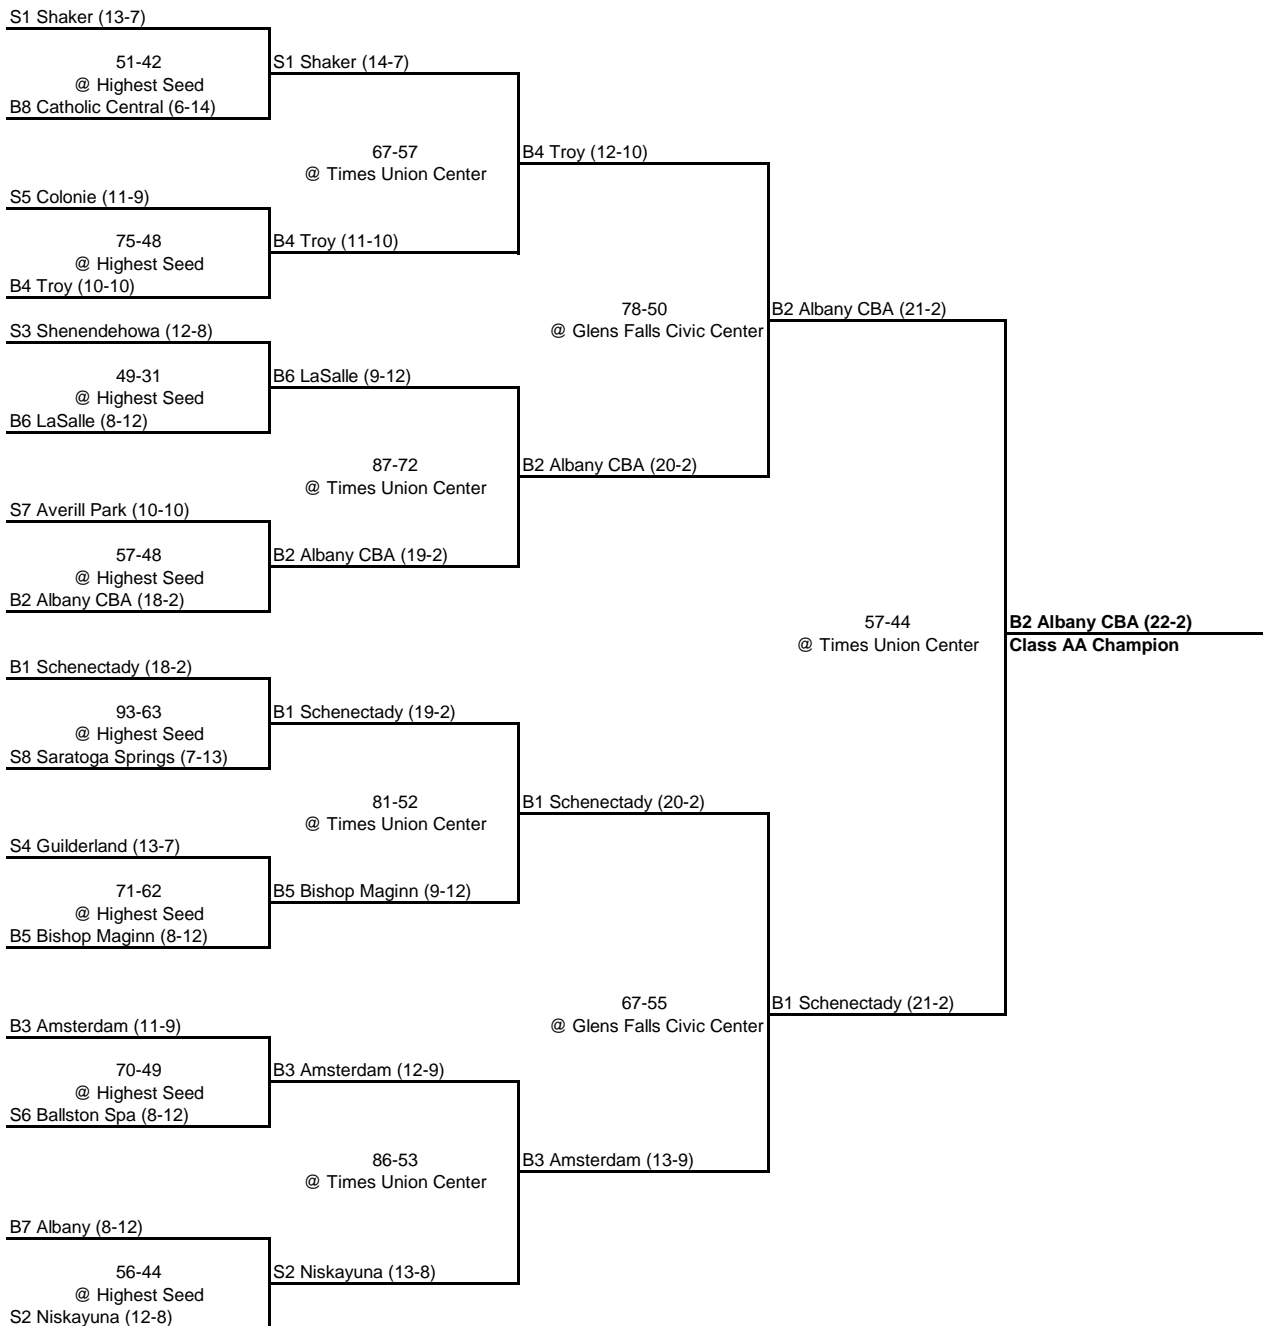 S1 Shaker (13-7)
51-42
@ Highest Seed
B8 Catholic Central (6-14)
S1 Shaker (14-7)
67-57
@ Times Union Center
B4 Troy (12-10)
S5 Colonie (11-9)
75-48
@ Highest Seed
B4 Troy (10-10)
B4 Troy (11-10)
78-50
@ Glens Falls Civic Center
B2 Albany CBA (21-2)
S3 Shenendehowa (12-8)
49-31
@ Highest Seed
B6 LaSalle (8-12)
B6 LaSalle (9-12)
87-72
@ Times Union Center
B2 Albany CBA (20-2)
S7 Averill Park (10-10)
57-48
@ Highest Seed
B2 Albany CBA (18-2)
B2 Albany CBA (19-2)
57-44
@ Times Union Center
B2 Albany CBA (22-2)
Class AA Champion
B1 Schenectady (18-2)
93-63
@ Highest Seed
S8 Saratoga Springs (7-13)
B1 Schenectady (19-2)
81-52
@ Times Union Center
B1 Schenectady (20-2)
S4 Guilderland (13-7)
71-62
@ Highest Seed
B5 Bishop Maginn (8-12)
B5 Bishop Maginn (9-12)
67-55
@ Glens Falls Civic Center
B1 Schenectady (21-2)
B3 Amsterdam (11-9)
70-49
@ Highest Seed
S6 Ballston Spa (8-12)
B3 Amsterdam (12-9)
86-53
@ Times Union Center
B3 Amsterdam (13-9)
B7 Albany (8-12)
56-44
@ Highest Seed
S2 Niskayuna (12-8)
S2 Niskayuna (13-8)